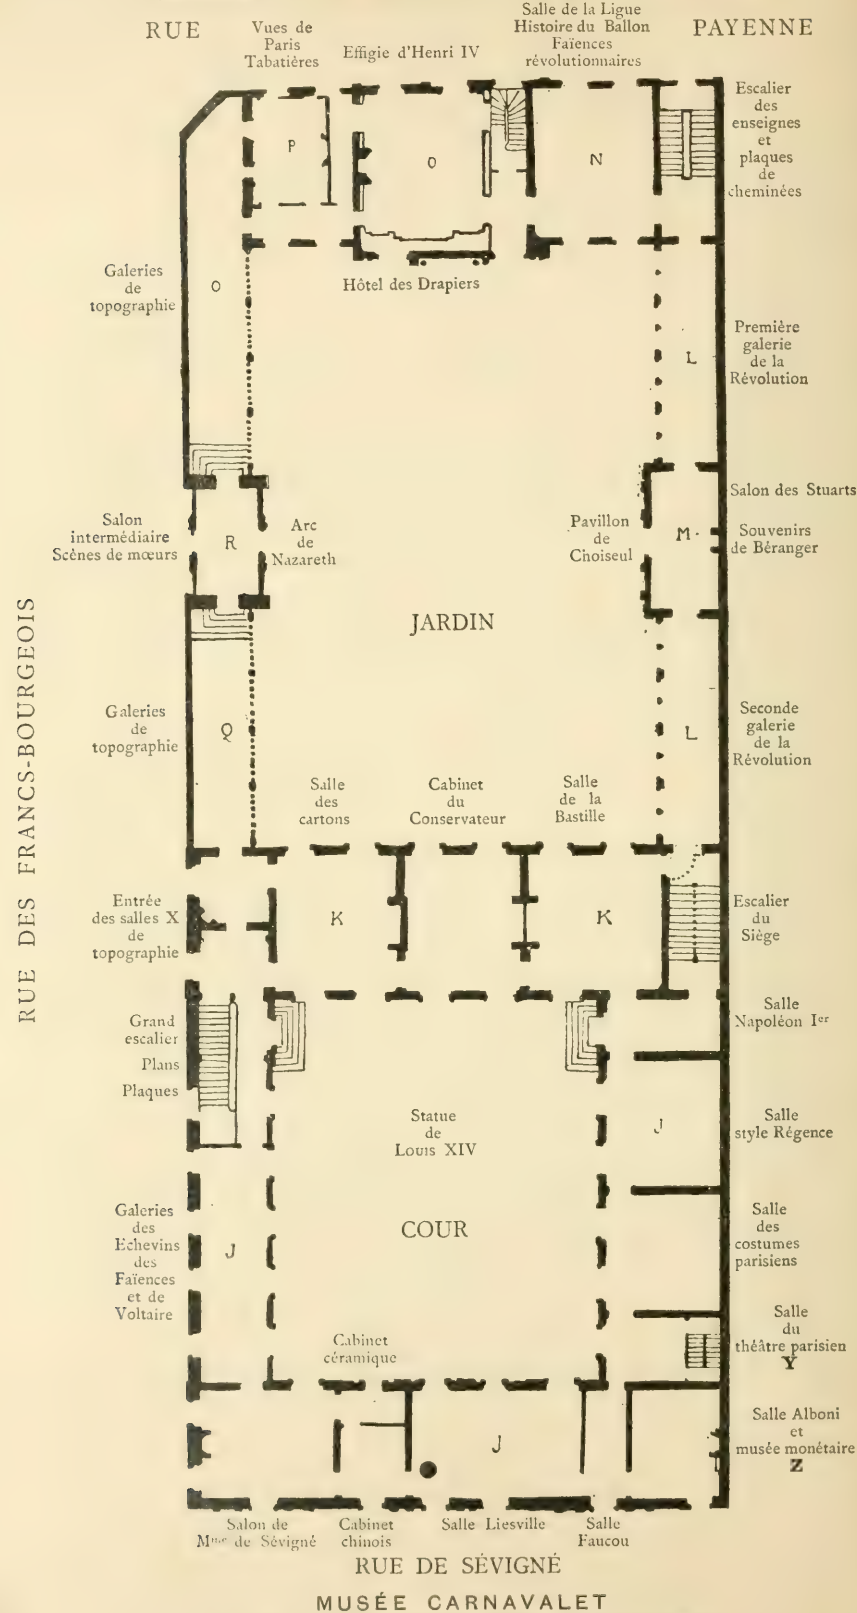 RUE
Vues de
Paris
Tabatières
Effigie d'Henri IV
Salle de la Ligue
Histoire du Ballon
Faïences
révolutionnaires
PAYENNE
Escalier
des
enseignes
et
plaques
de
cheminées
P
O
N
Hôtel des Drapiers
Galeries
de
topographie
O
Première
galerie
de la
Révolution
L
Salon
intermédiaire
Scènes de mœurs
R
Arc
de
Nazareth
Pavillon
de
Choiseul
M
Salon des Stuarts
Souvenirs
de Béranger
JARDIN
RUE DES FRANCS-BOURGEOIS
Galeries
de
topographie
Q
Seconde
galerie
de la
Révolution
L
Salle
des
cartons
Cabinet
du
Conservateur
Salle
de la
Bastille
Entrée
des salles X
de
topographie
K
K
Escalier
du
Siège
Grand
escalier
Plans
Plaques
Salle
Napoléon Ier
Statue
de
Louis XIV
J
Salle
style Régence
COUR
Galeries
des
Echevins
des
Faïences
et de
Voltaire
J
Salle
des
costumes
parisiens
Cabinet
céramique
Salle
du
théâtre parisien
Y
J
Salle Alboni
et
musée monétaire
Z
Salon de
Mme de Sévigné
Cabinet
chinois
Salle Liesville
Salle
Faucou
RUE DE SÉVIGNÉ
MUSÉE CARNAVALET